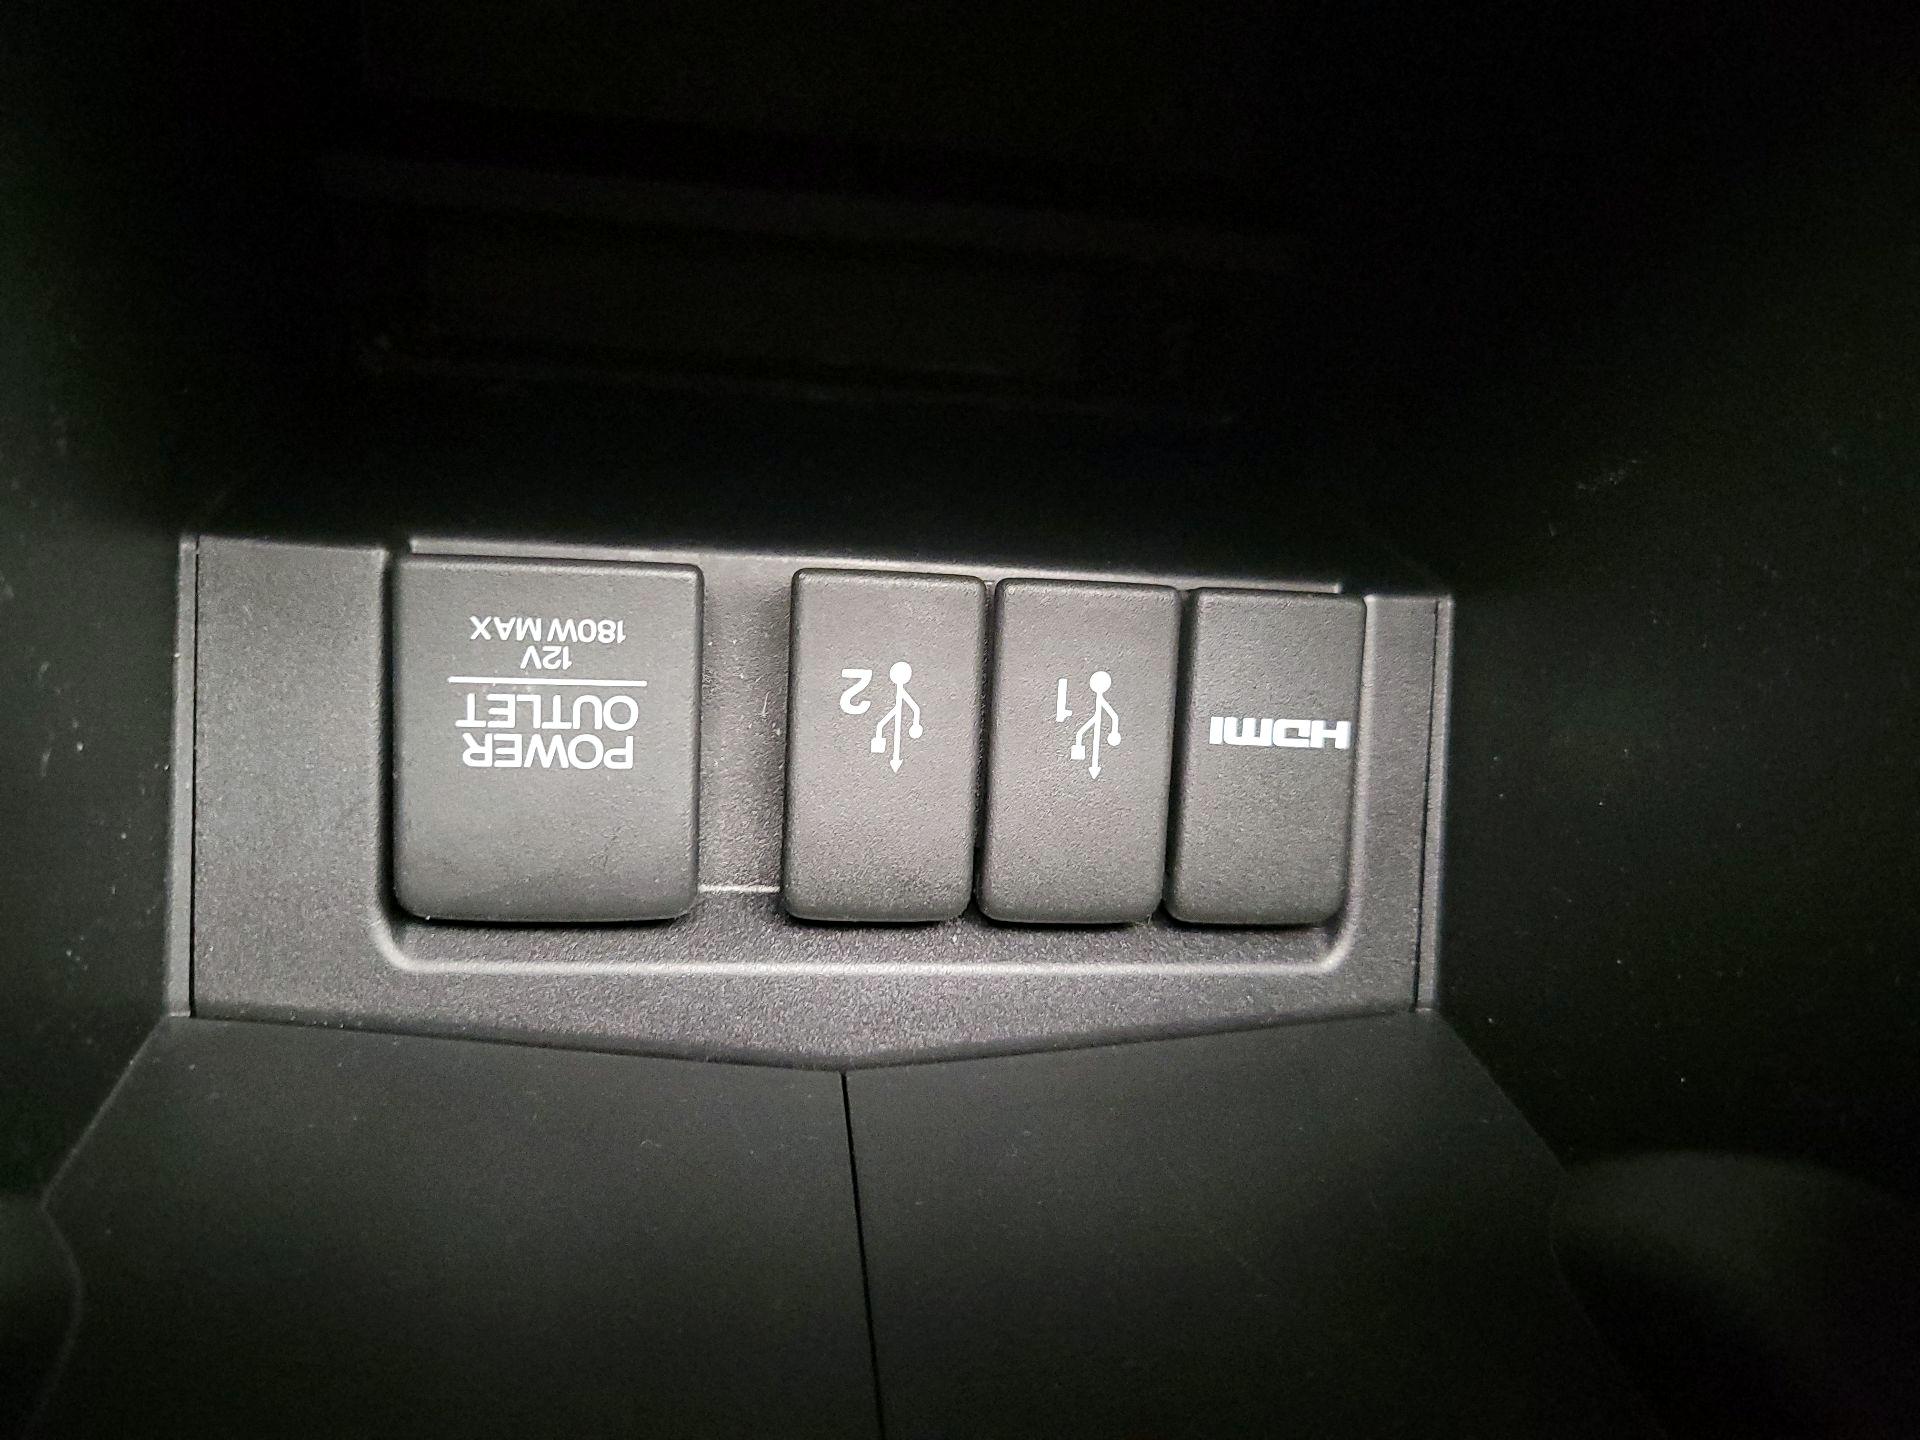 HDMI
1
2
POWER
OUTLET
12V
180W MAX